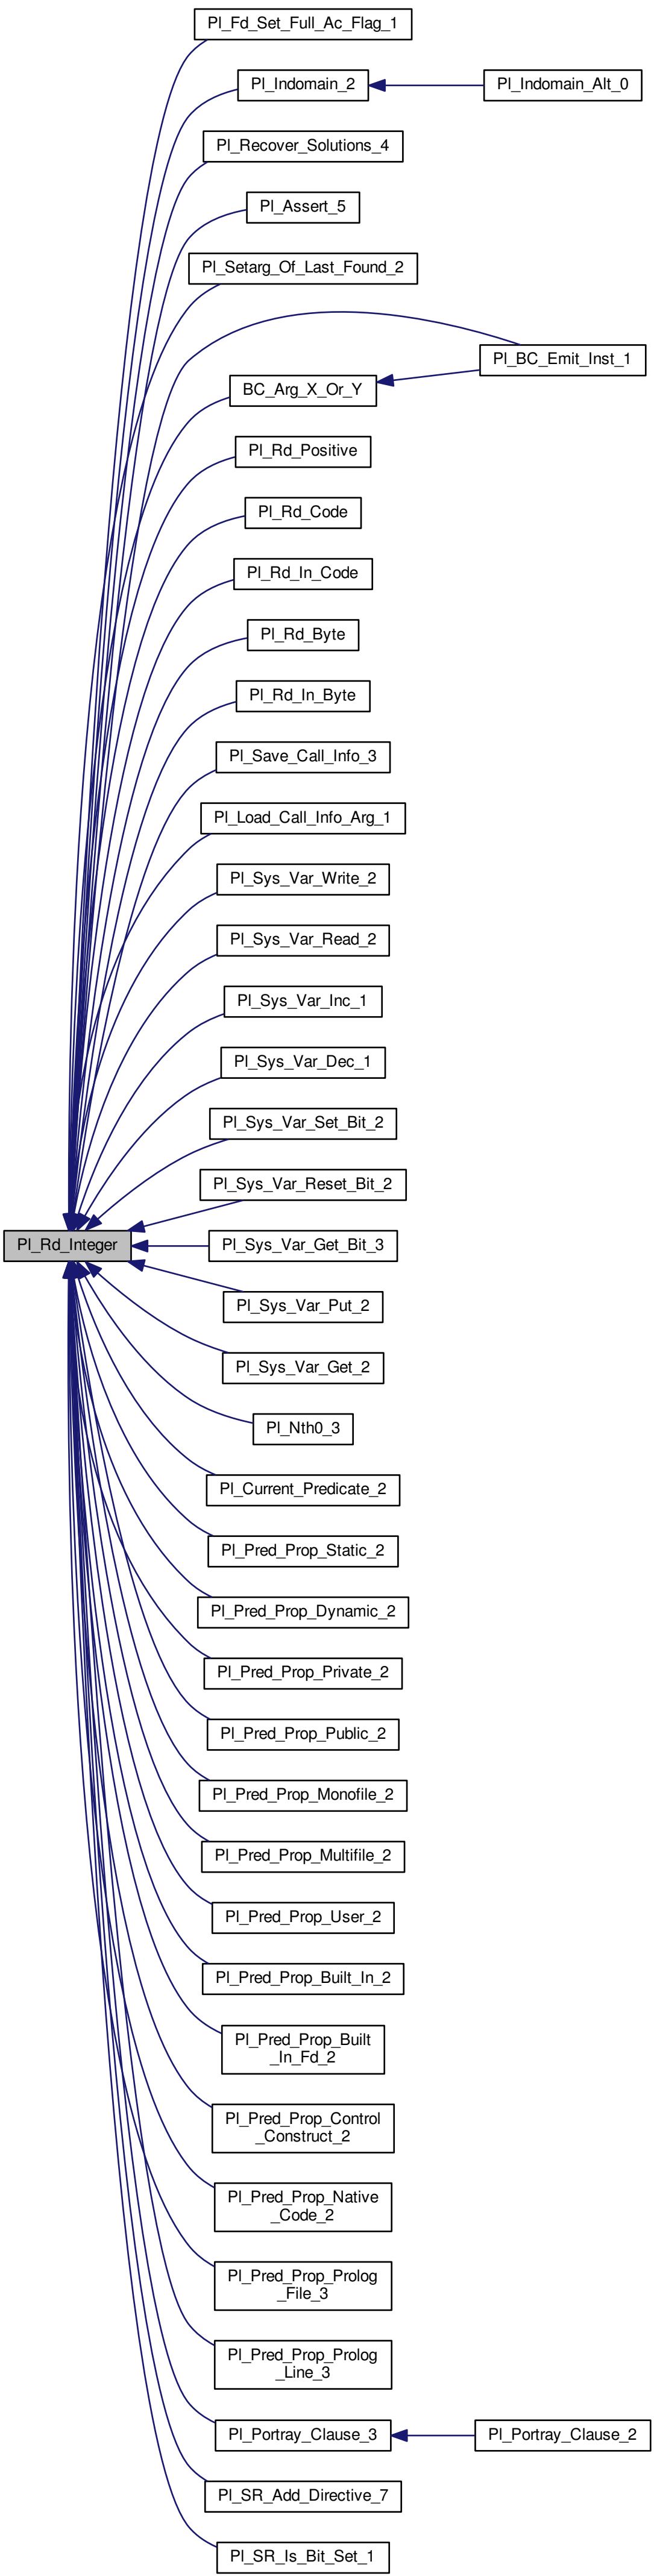 Pl_Fd_Set_Full_Ac_Flag_1
Pl_Indomain_2
Pl_Indomain_Alt_0
Pl_Recover_Solutions_4
Pl_Assert_5
Pl_Setarg_Of_Last_Found_2
Pl_BC_Emit_Inst_1
BC_Arg_X_Or_Y
Pl_Rd_Positive
Pl_Rd_Code
Pl_Rd_In_Code
Pl_Rd_Byte
Pl_Rd_In_Byte
Pl_Save_Call_Info_3
Pl_Load_Call_Info_Arg_1
Pl_Sys_Var_Write_2
Pl_Sys_Var_Read_2
Pl_Sys_Var_Inc_1
Pl_Sys_Var_Dec_1
Pl_Sys_Var_Set_Bit_2
Pl_Sys_Var_Reset_Bit_2
Pl_Rd_Integer
Pl_Sys_Var_Get_Bit_3
Pl_Sys_Var_Put_2
Pl_Sys_Var_Get_2
Pl_Nth0_3
Pl_Current_Predicate_2
Pl_Pred_Prop_Static_2
Pl_Pred_Prop_Dynamic_2
Pl_Pred_Prop_Private_2
Pl_Pred_Prop_Public_2
Pl_Pred_Prop_Monofile_2
Pl_Pred_Prop_Multifile_2
Pl_Pred_Prop_User_2
Pl_Pred_Prop_Built_In_2
Pl_Pred_Prop_Built
_In_Fd_2
Pl_Pred_Prop_Control
_Construct_2
Pl_Pred_Prop_Native
_Code_2
Pl_Pred_Prop_Prolog
_File_3
Pl_Pred_Prop_Prolog
_Line_3
Pl_Portray_Clause_3
Pl_Portray_Clause_2
Pl_SR_Add_Directive_7
Pl_SR_Is_Bit_Set_1